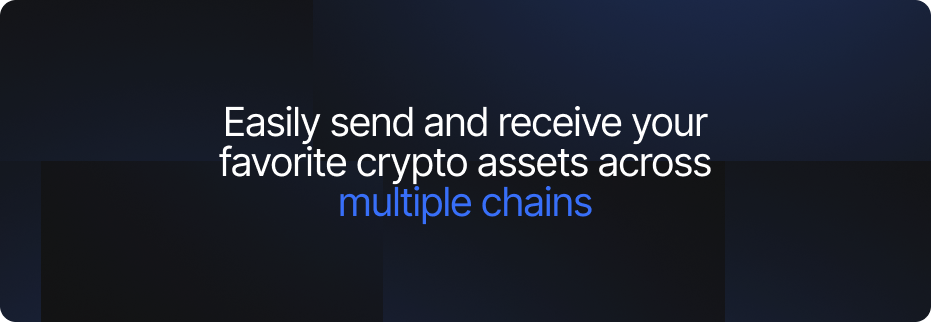 Easily send and receive your
favorite crypto assets across
multiple chains